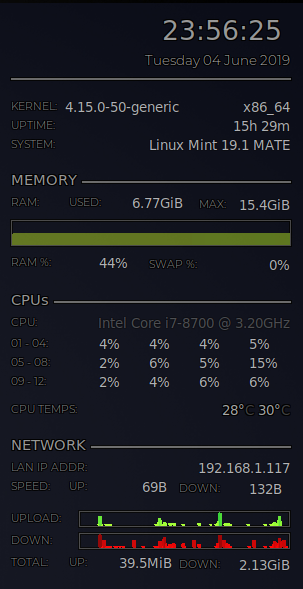 23:56:25
Tuesday 04 June 2019
KERNEL: 4.15.0-50-generic x86_64
UPTIME: 15h 29m
SYSTEM: Linux Mint 19.1 MATE
MEMORY
RAM: USED: 6.77GiB MAX: 15.4GiB
RAM %: 44% SWAP %: 0%
CPUs
CPU: Intel Core i7-8700 @ 3.20GHz
01 - 04: 4% 4% 4% 5%
05 - 08: 2% 6% 5% 15%
09 - 12: 2% 4% 6% 6%
CPU TEMPS: 28°C 30°C
NETWORK
LAN IP ADDR: 192.168.1.117
SPEED: UP: 69B DOWN: 132B
UPLOAD:
DOWN:
TOTAL: UP: 39.5MiB DOWN: 2.13GiB